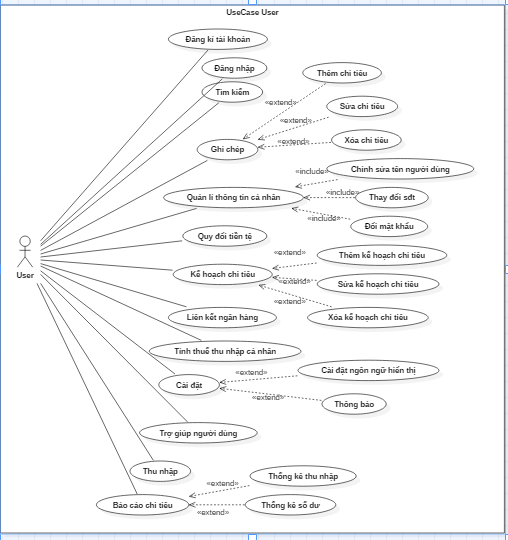 UseCase User
Đăng kí tài khoản
Đăng nhập
Tìm kiếm
Thêm chi tiêu
«extend»
Sửa chi tiêu
«extend»
Ghi chép
«extend»
Xóa chi tiêu
«include»
Chỉnh sửa tên người dùng
Quản lí thông tin cá nhân
«include»
Thay đổi sđt
«include»
Đổi mật khẩu
Quy đổi tiền tệ
«extend»
Thêm kế hoạch chi tiêu
User
Kế hoạch chi tiêu
«extend»
Sửa kế hoạch chi tiêu
«extend»
Liên kết ngân hàng
Xóa kế hoạch chi tiêu
Tính thuế thu nhập cá nhân
Cài đặt
«extend»
Cài đặt ngôn ngữ hiển thị
«extend»
Thông báo
Trợ giúp người dùng
Thu nhập
«extend»
Thống kê thu nhập
Báo cáo chi tiêu
«extend»
Thống kê số dư